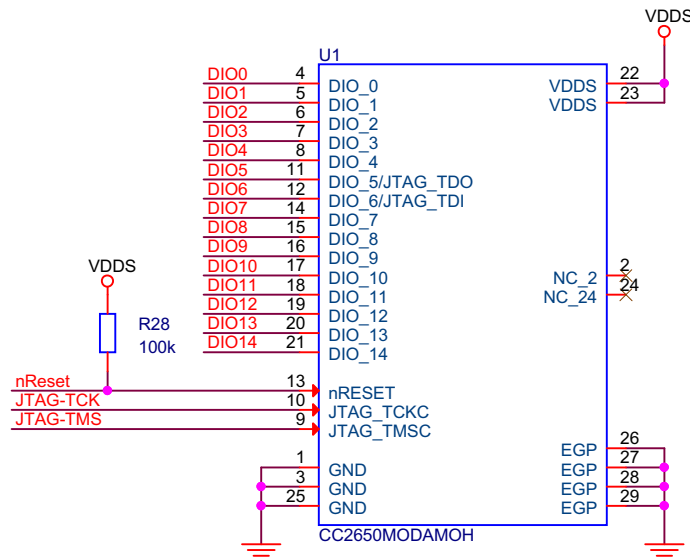 VDDS
U1
DIO0 4 DIO_0 VDDS 22
DIO1 5 DIO_1 VDDS 23
DIO2 6 DIO_2
DIO3 7 DIO_3
DIO4 8 DIO_4
DIO5 11 DIO_5/JTAG_TDO
DIO6 12 DIO_6/JTAG_TDI
DIO7 14 DIO_7
DIO8 15 DIO_8
DIO9 16 DIO_9
VDDS DIO10 17 DIO_10 NC_2 2
DIO11 18 DIO_11 NC_24 24
DIO12 19 DIO_12
R28 DIO13 20 DIO_13
100k DIO14 21 DIO_14
nReset 13 nRESET
JTAG-TCK 10 JTAG_TCKC
JTAG-TMS 9 JTAG_TMSC
EGP 26
1 GND EGP 27
3 GND EGP 28
25 GND EGP 29
CC2650MODAMOH